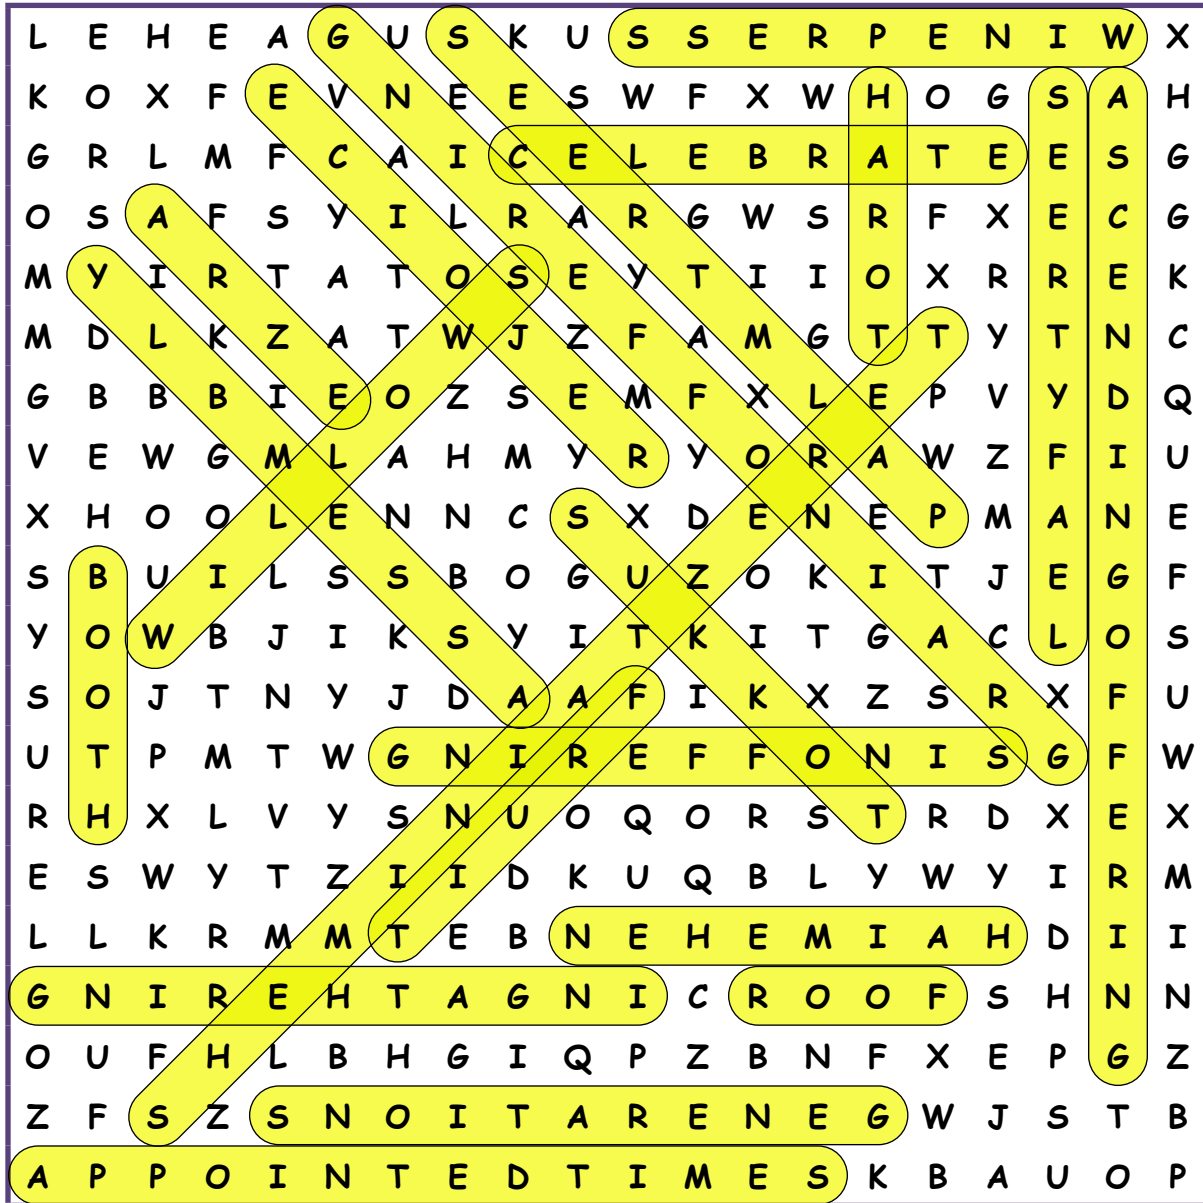 L E H E A G U S K U S S E R P E N I W X
K O X F E V N E E S W F X W H O G S A H
G R L M F C A I C E L E B R A T E E S G
O S A F S Y I L R A R G W S R F X E C G
M Y I R T A T O S E Y T I I O X R R E K
M D L K Z A T W J Z F A M G T T Y T N C
G B B B I E O Z S E M F X L E P V Y D Q
V E W G M L A H M Y R Y O R A W Z F I U
X H O O L E N N C S X D E N E P M A N E
S B U I L S S B O G U Z O K I T J E G F
Y O W B J I K S Y I T K I T G A C L O S
S O J T N Y J D A A F I K X Z S R X F U
U T P M T W G N I R E F F O N I S G F W
R H X L V Y S N U O Q O R S T R D X E X
E S W Y T Z I I D K U Q B L Y W Y I R M
L L K R M M T E B N E H E M I A H D I I
G N I R E H T A G N I C R O O F S H N N
O U F H L B H G I Q P Z B N F X E P G Z
Z F S Z S N O I T A R E N E G W J S T B
A P P O I N T E D T I M E S K B A U O P